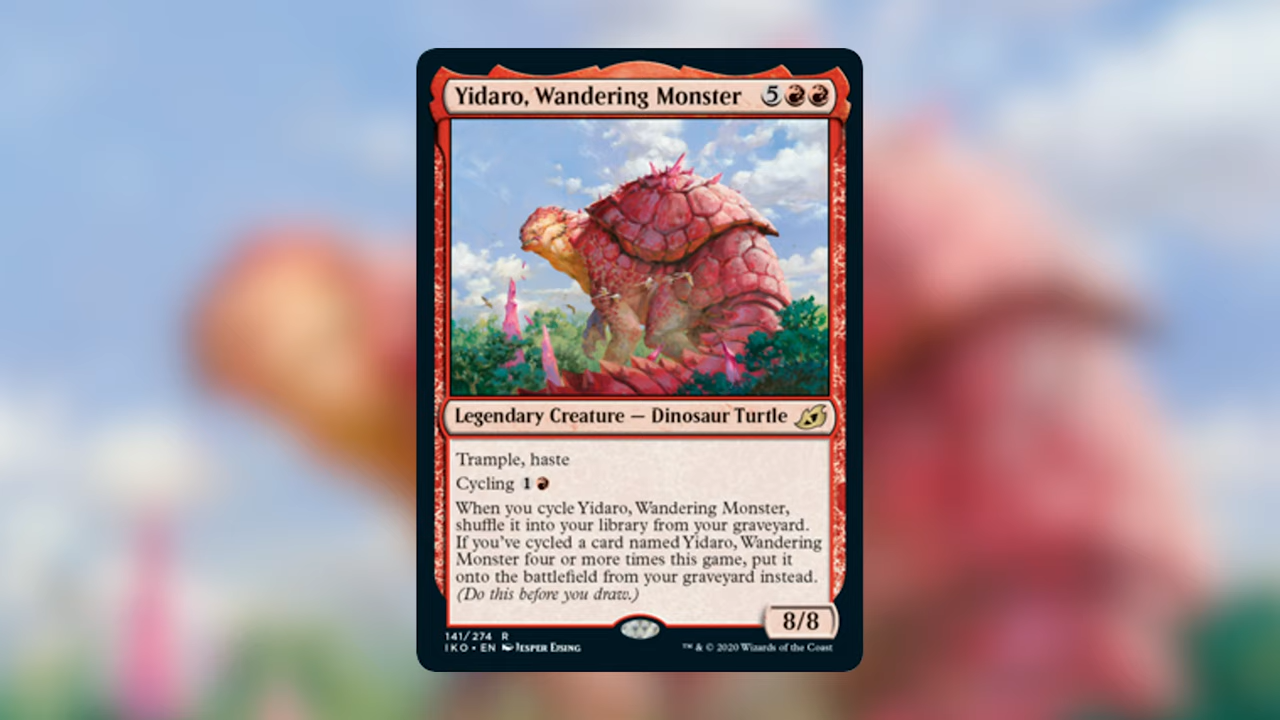 Yidaro, Wandering Monster 5
Legendary Creature — Dinosaur Turtle
Trample, haste
Cycling 1
When you cycle Yidaro, Wandering Monster,
shuffle it into your library from your graveyard.
If you've cycled a card named Yidaro, Wandering
Monster four or more times this game, put it
onto the battlefield from your graveyard instead.
(Do this before you draw.)
8/8
141/274 R
IKO • EN Jesper Ejsing
™ & © 2020 Wizards of the Coast